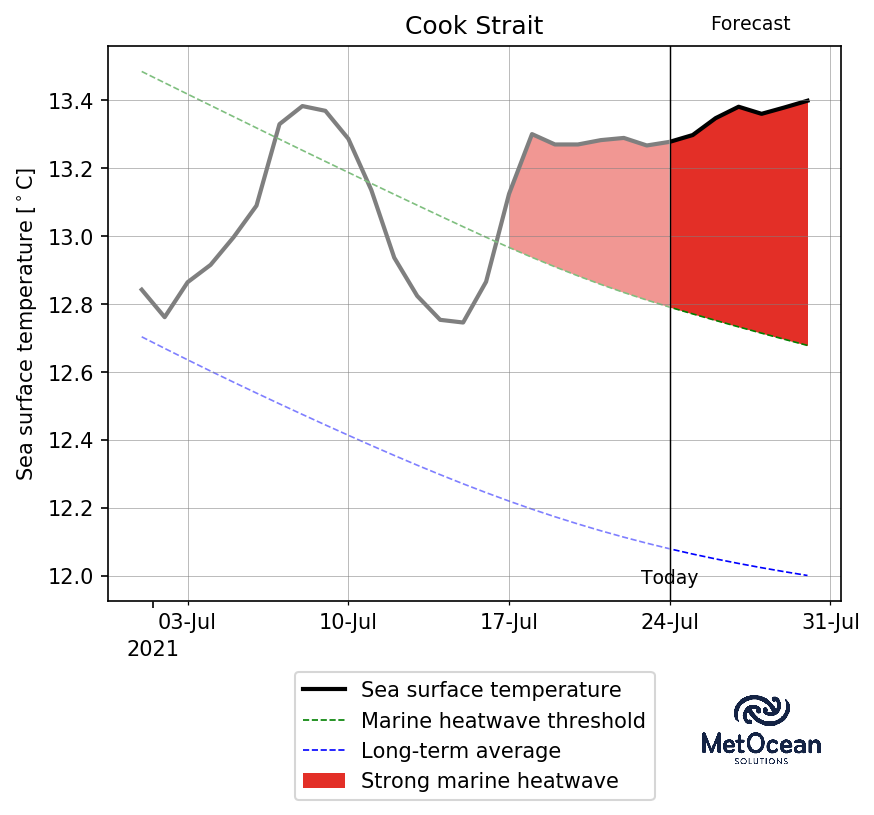 Cook Strait
Forecast
Sea surface temperature [°C]
13.4
13.2
13.0
12.8
12.6
12.4
12.2
12.0
Today
03-Jul
10-Jul
17-Jul
24-Jul
31-Jul
2021
Sea surface temperature
Marine heatwave threshold
Long-term average
Strong marine heatwave
MetOcean
SOLUTIONS